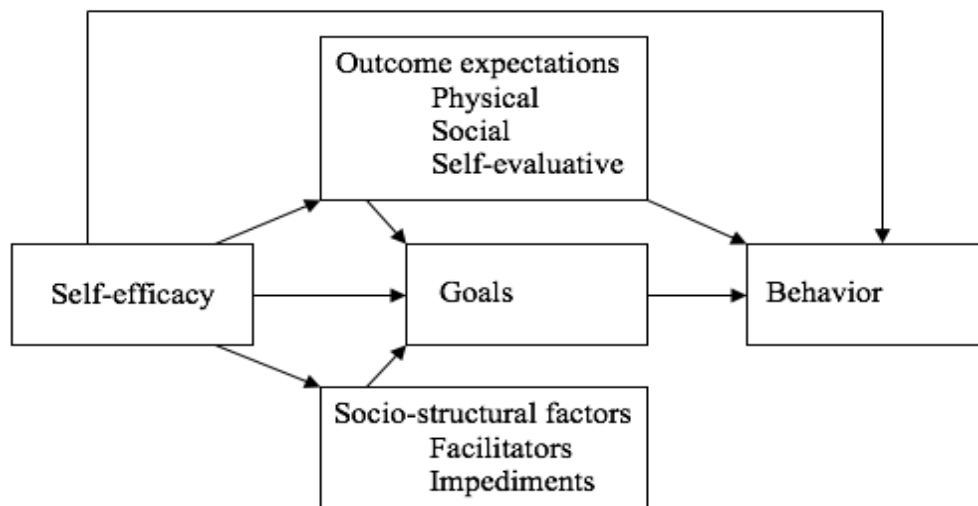 Outcome expectations
Physical
Social
Self-evaluative
Self-efficacy
Goals
Behavior
Socio-structural factors
Facilitators
Impediments